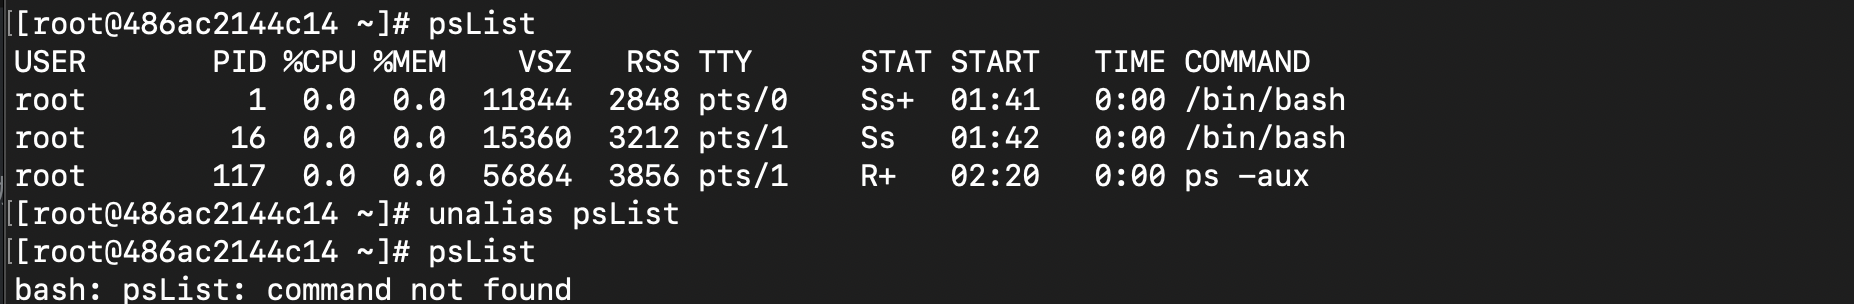 [[root@486ac2144c14 ~]# psList
USER       PID %CPU %MEM    VSZ   RSS TTY      STAT START   TIME COMMAND
root         1  0.0  0.0  11844  2848 pts/0    Ss+  01:41   0:00 /bin/bash
root        16  0.0  0.0  15360  3212 pts/1    Ss   01:42   0:00 /bin/bash
root       117  0.0  0.0  56864  3856 pts/1    R+   02:20   0:00 ps -aux
[[root@486ac2144c14 ~]# unalias psList
[[root@486ac2144c14 ~]# psList
bash: psList: command not found